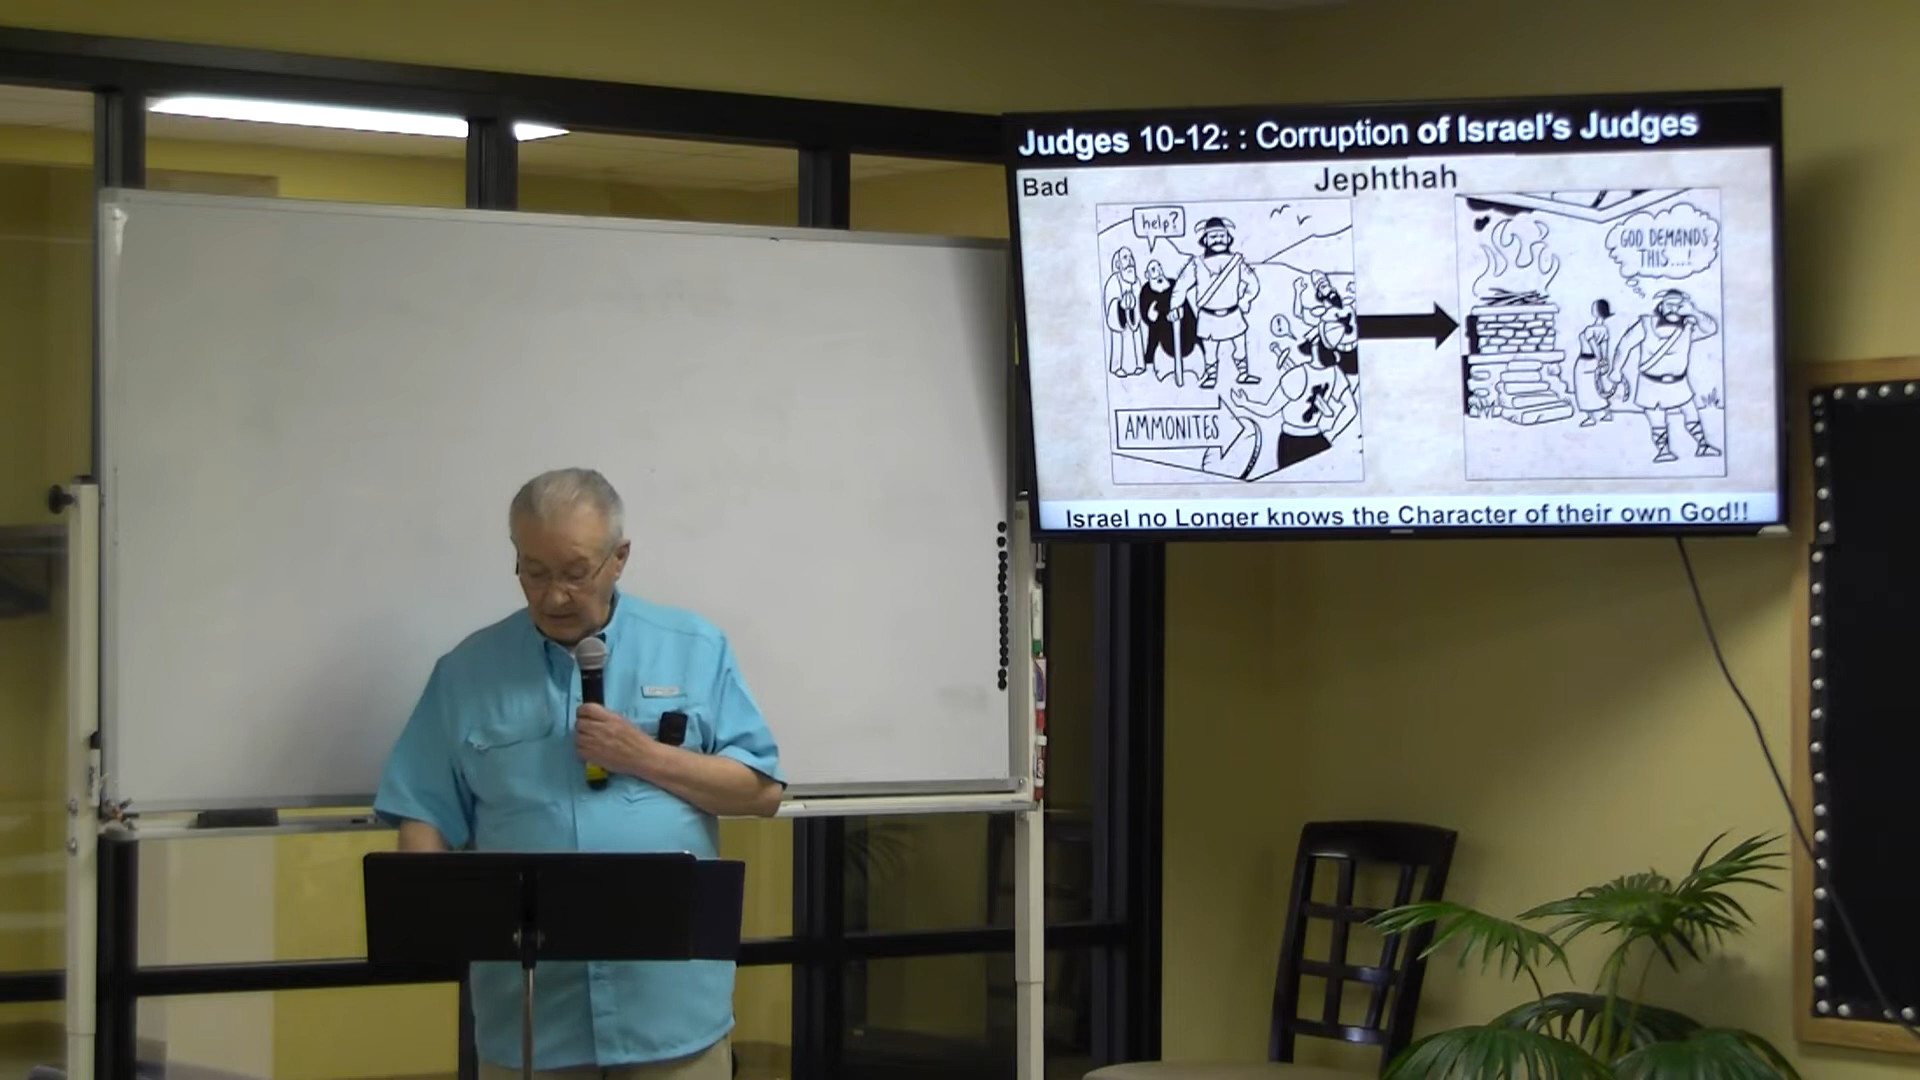 Judges 10-12: : Corruption of Israel's Judges
Bad
Jephthah
help?
GOD DEMANDS
THIS...!
!
AMMONITES
Israel no Longer knows the Character of their own God!!